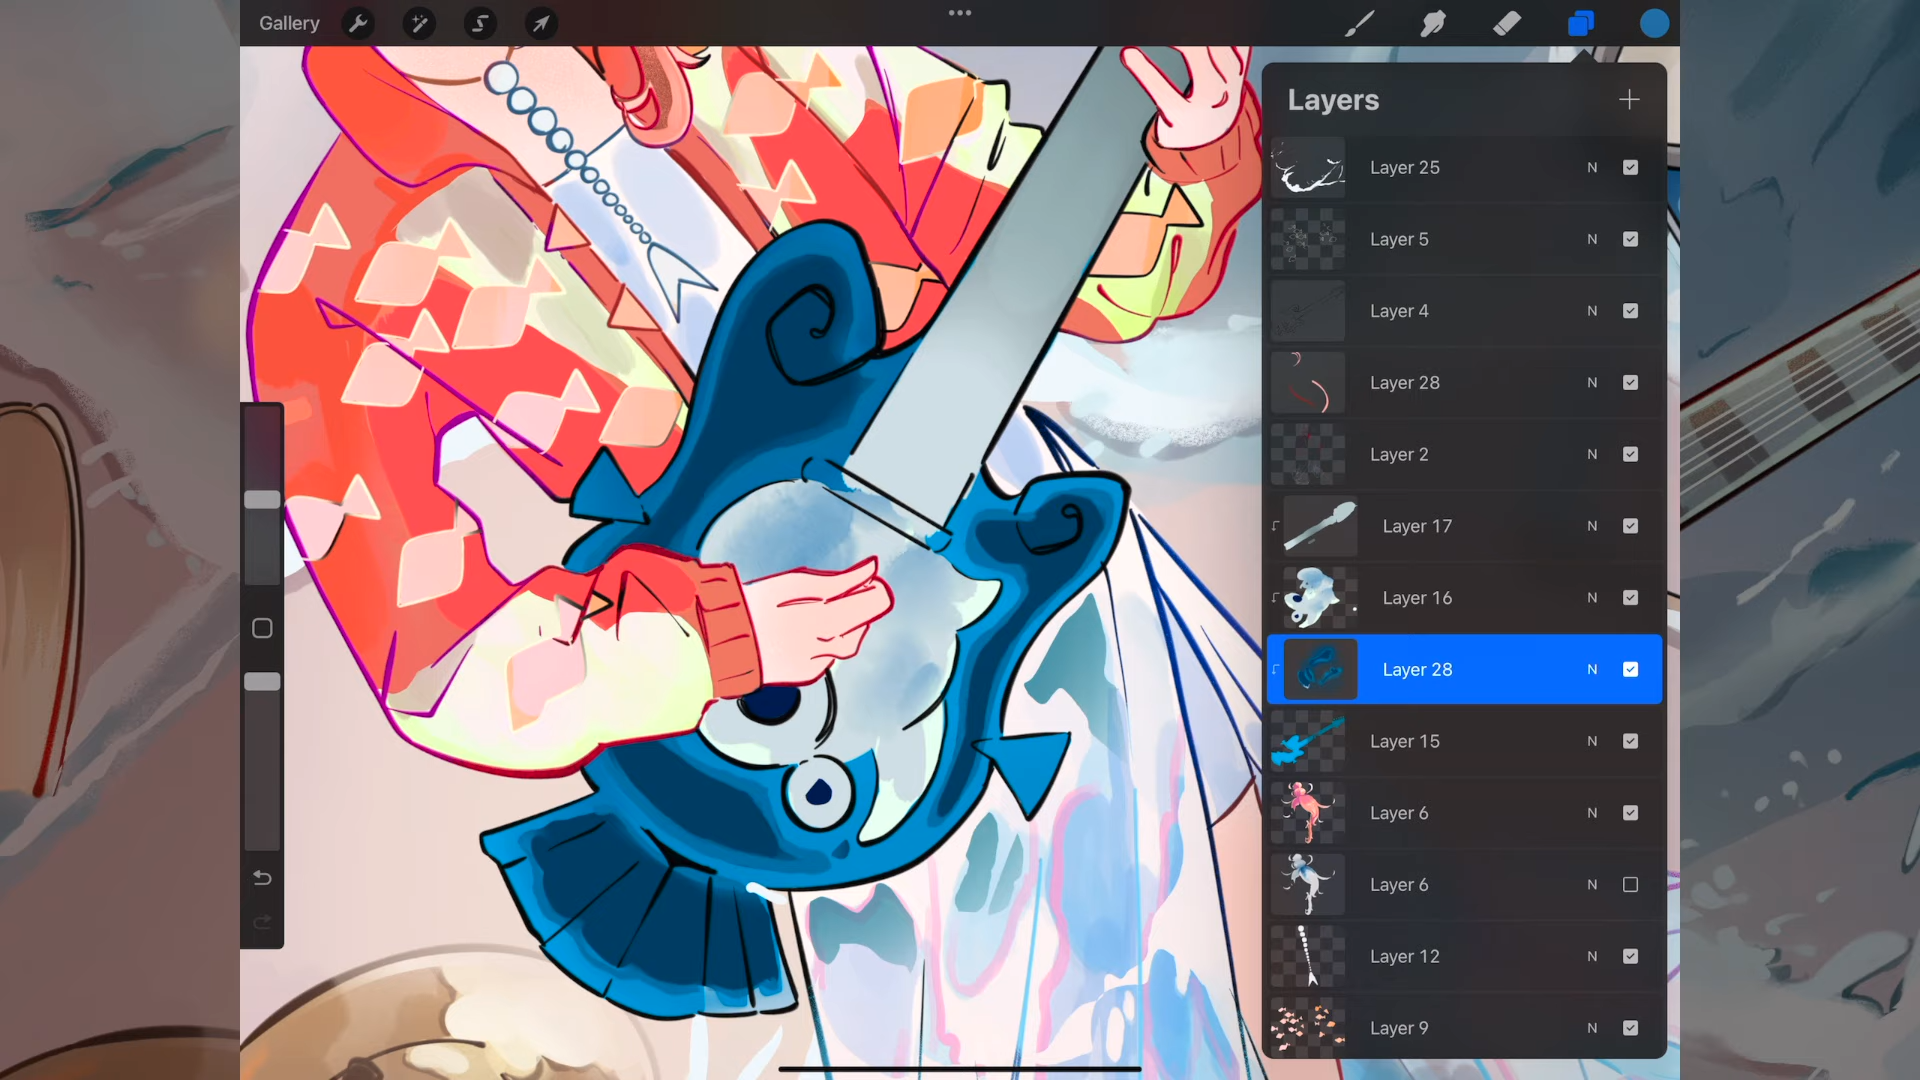 Gallery
Layers
Layer 25 N
Layer 5 N
Layer 4 N
Layer 28 N
Layer 2 N
Layer 17 N
Layer 16 N
Layer 28 N
Layer 15 N
Layer 6 N
Layer 6 N
Layer 12 N
Layer 9 N